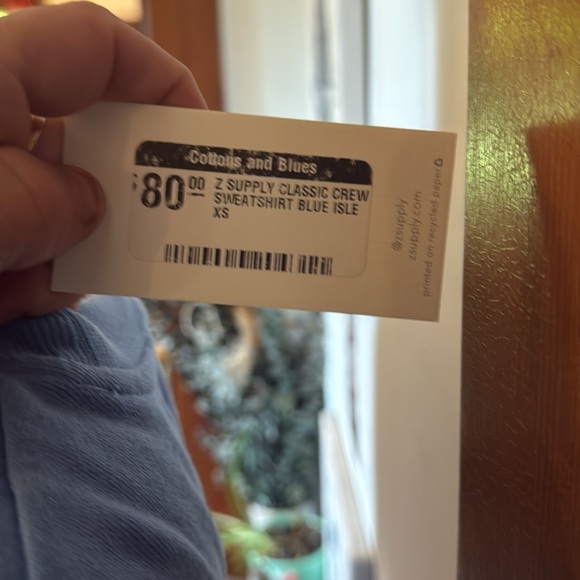 Cottons and Blues
$80 00 Z SUPPLY CLASSIC CREW
SWEATSHIRT BLUE ISLE
XS
@zsupply
zsupply.com
printed on recycled paper